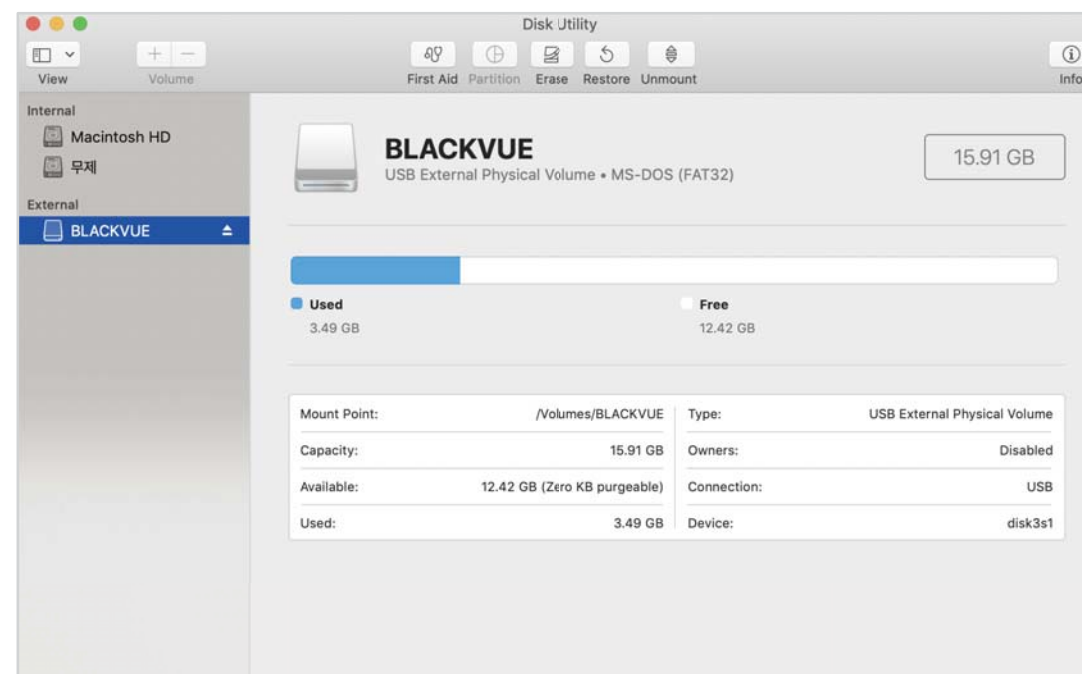 Disk Utility
View Volume First Aid Partition Erase Restore Unmount Info
Internal
Macintosh HD
무제
External
BLACKVUE
BLACKVUE
USB External Physical Volume • MS-DOS (FAT32)
15.91 GB
Used Free
3.49 GB 12.42 GB
Mount Point: /Volumes/BLACKVUE Type: USB External Physical Volume
Capacity: 15.91 GB Owners: Disabled
Available: 12.42 GB (Zero KB purgeable) Connection: USB
Used: 3.49 GB Device: disk3s1